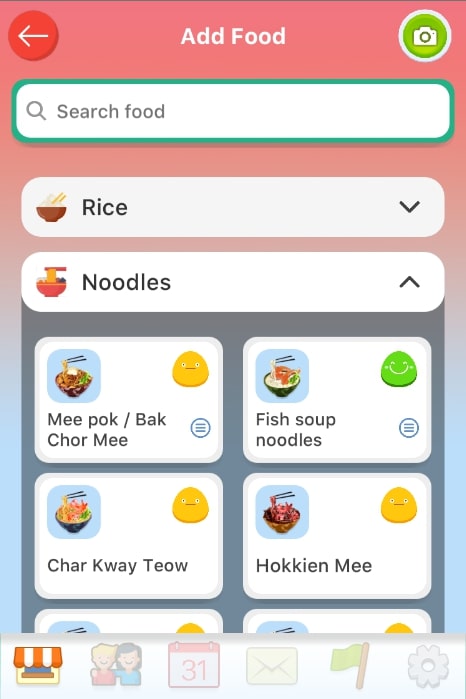 Add Food
Search food
Rice
Noodles
Mee pok / Bak
Chor Mee
Fish soup
noodles
Char Kway Teow
Hokkien Mee
31